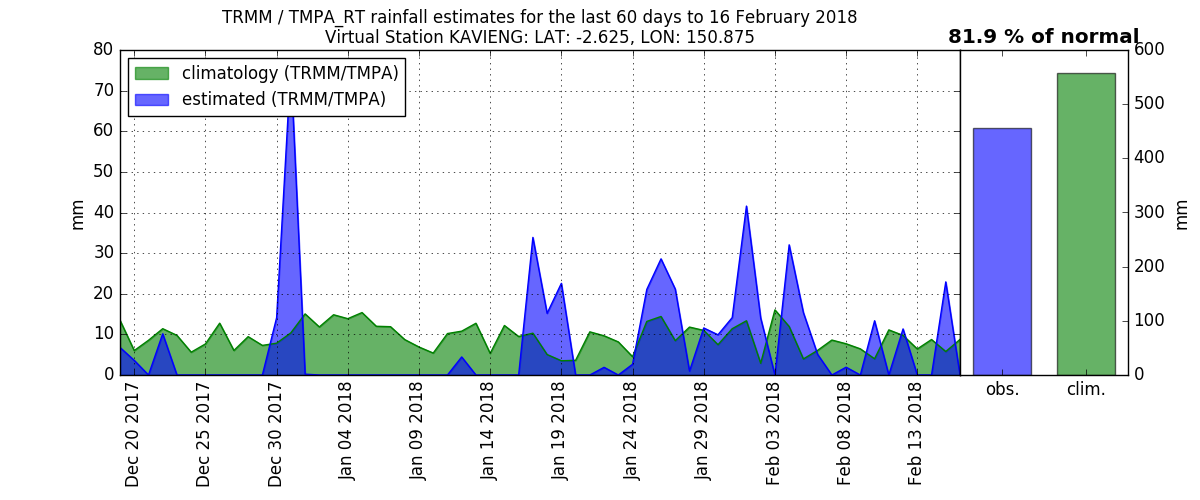 TRMM / TMPA_RT rainfall estimates for the last 60 days to 16 February 2018
Virtual Station KAVIENG: LAT: -2.625, LON: 150.875
81.9 % of normal
climatology (TRMM/TMPA)
estimated (TRMM/TMPA)
80
70
60
50
40
30
20
10
0
mm
Dec 20 2017
Dec 25 2017
Dec 30 2017
Jan 04 2018
Jan 09 2018
Jan 14 2018
Jan 19 2018
Jan 24 2018
Jan 29 2018
Feb 03 2018
Feb 08 2018
Feb 13 2018
obs.
clim.
600
500
400
300
200
100
0
mm